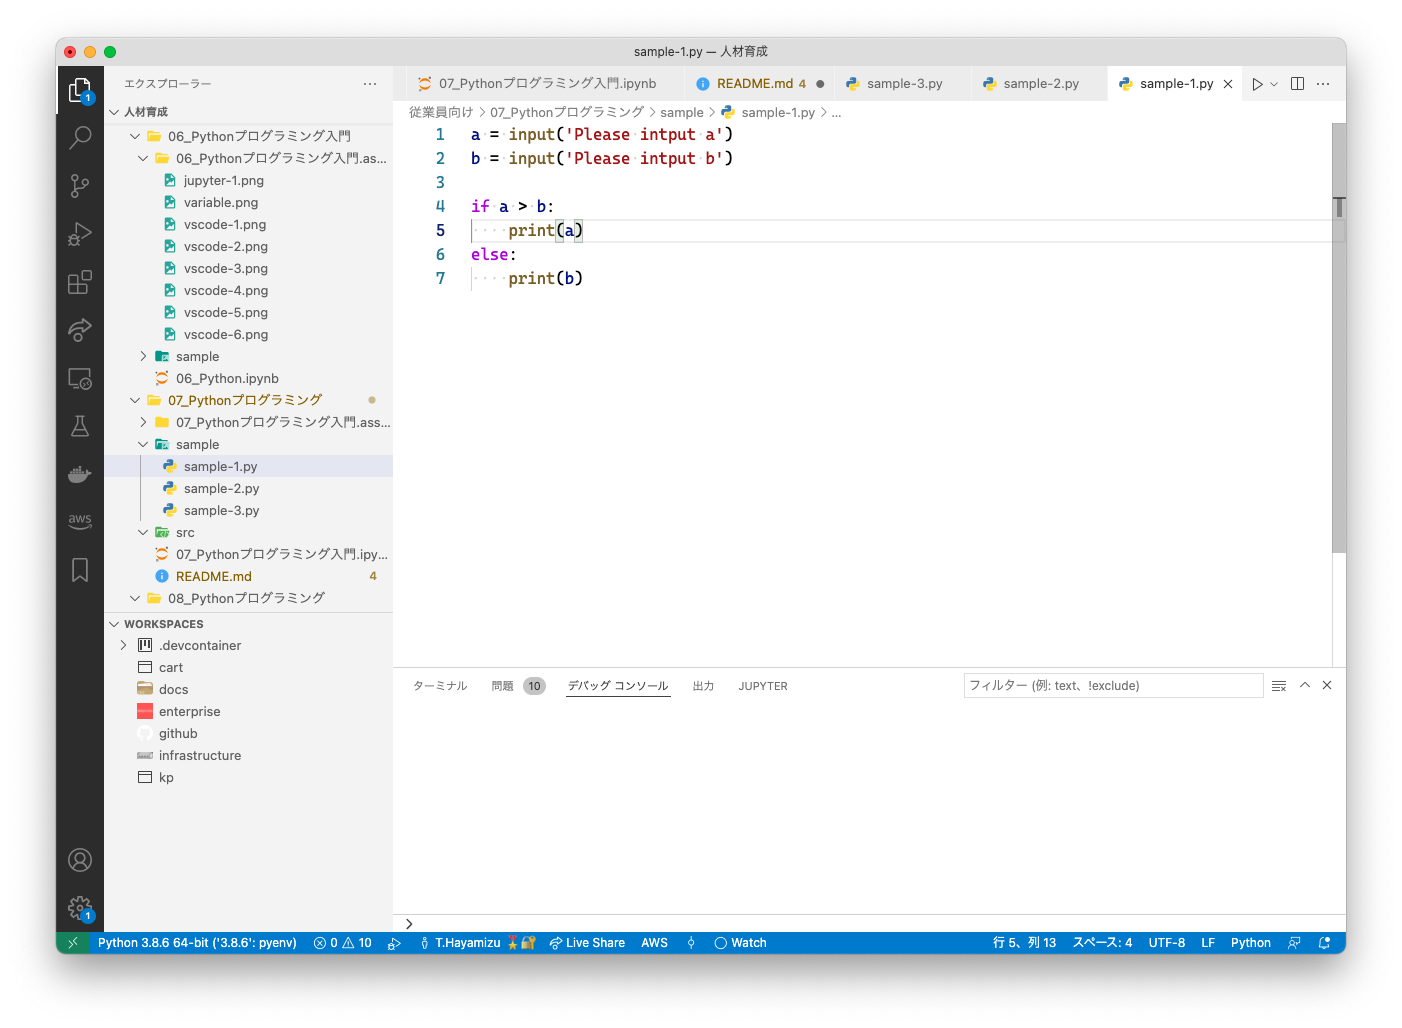 sample-1.py — 人材育成
エクスプローラー
人材育成
06_Pythonプログラミング入門
06_Pythonプログラミング入門.as...
jupyter-1.png
variable.png
vscode-1.png
vscode-2.png
vscode-3.png
vscode-4.png
vscode-5.png
vscode-6.png
sample
06_Python.ipynb
07_Pythonプログラミング
07_Pythonプログラミング入門.ass...
sample
sample-1.py
sample-2.py
sample-3.py
src
07_Pythonプログラミング入門.ipy...
README.md 4
08_Pythonプログラミング
WORKSPACES
.devcontainer
cart
docs
enterprise
github
infrastructure
kp
1
aws
1
07_Pythonプログラミング入門.ipynb README.md 4 sample-3.py sample-2.py sample-1.py
従業員向け > 07_Pythonプログラミング > sample > sample-1.py > ...
1 a = input('Please intput a')
2 b = input('Please intput b')
3
4 if a > b:
5 print(a)
6 else:
7 print(b)
ターミナル 問題 10 デバッグ コンソール 出力 JUPYTER フィルター (例: text、!exclude)
Python 3.8.6 64-bit ('3.8.6': pyenv) 0 10 T.Hayamizu 🎖️🔐 Live Share AWS Watch 行 5、列 13 スペース: 4 UTF-8 LF Python